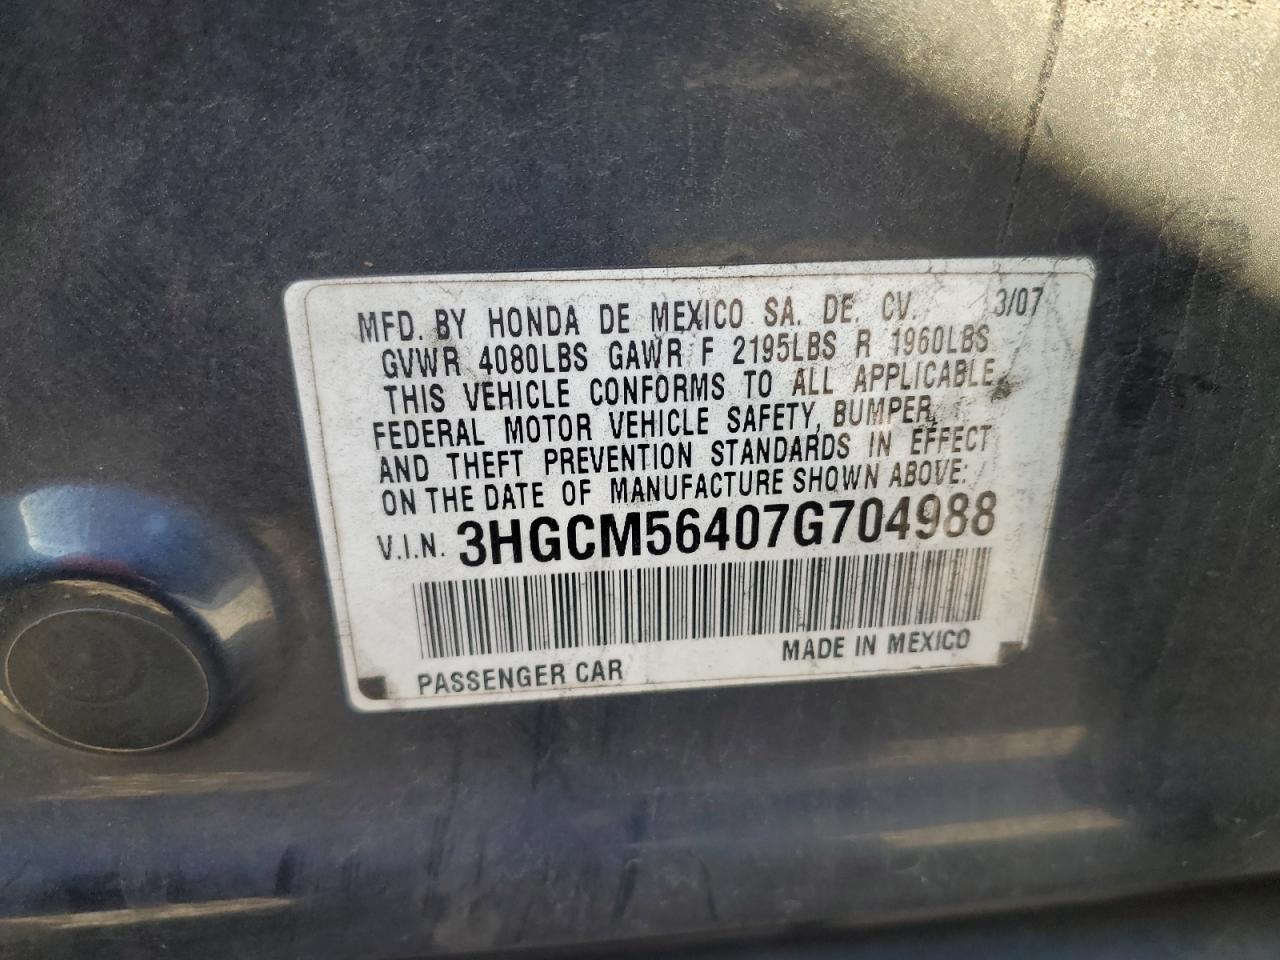 MFD. BY HONDA DE MEXICO SA. DE. CV. 3/07
GVWR 4080LBS GAWR F 2195LBS R 1960LBS
THIS VEHICLE CONFORMS TO ALL APPLICABLE
FEDERAL MOTOR VEHICLE SAFETY, BUMPER,
AND THEFT PREVENTION STANDARDS IN EFFECT
ON THE DATE OF MANUFACTURE SHOWN ABOVE:
V.I.N. 3HGCM56407G704988
PASSENGER CAR MADE IN MEXICO